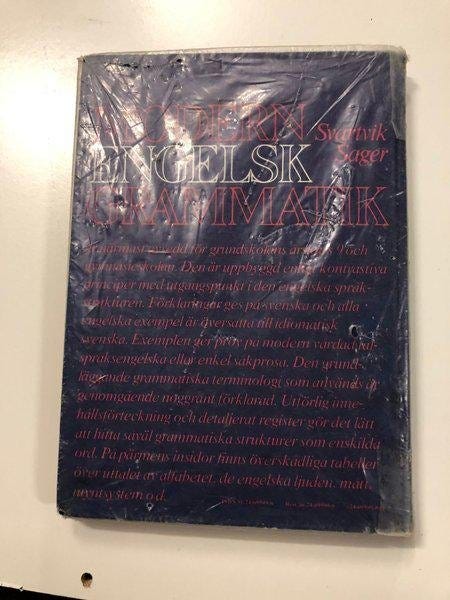 MODERN
Svartvik
ENGELSK
Sager
GRAMMATIK
är närmast avsedd för grundskolans årskurs 9 och
gymnasieskolan. Den är uppbyggd enligt kontrastiva
principer med utgångspunkt i den engelska språk-
strukturen. Förklaringar ges på svenska och alla
engelska exempel är översatta till idiomatisk
svenska. Exemplen ger prov på modern vardaglig
språksengelska eller enkel sakprosa. Den grund-
läggande grammatiska terminologi som används är
genomgående noggrant förklarad. Utförlig inne-
hållsförteckning och detaljerat register gör det lätt
att hitta såväl grammatiska strukturer som enskilda
ord. På pärmens insidor finns överskådliga tabeller
över uttalet av alfabetet, de engelska ljuden, mått,
myntsystem o d.